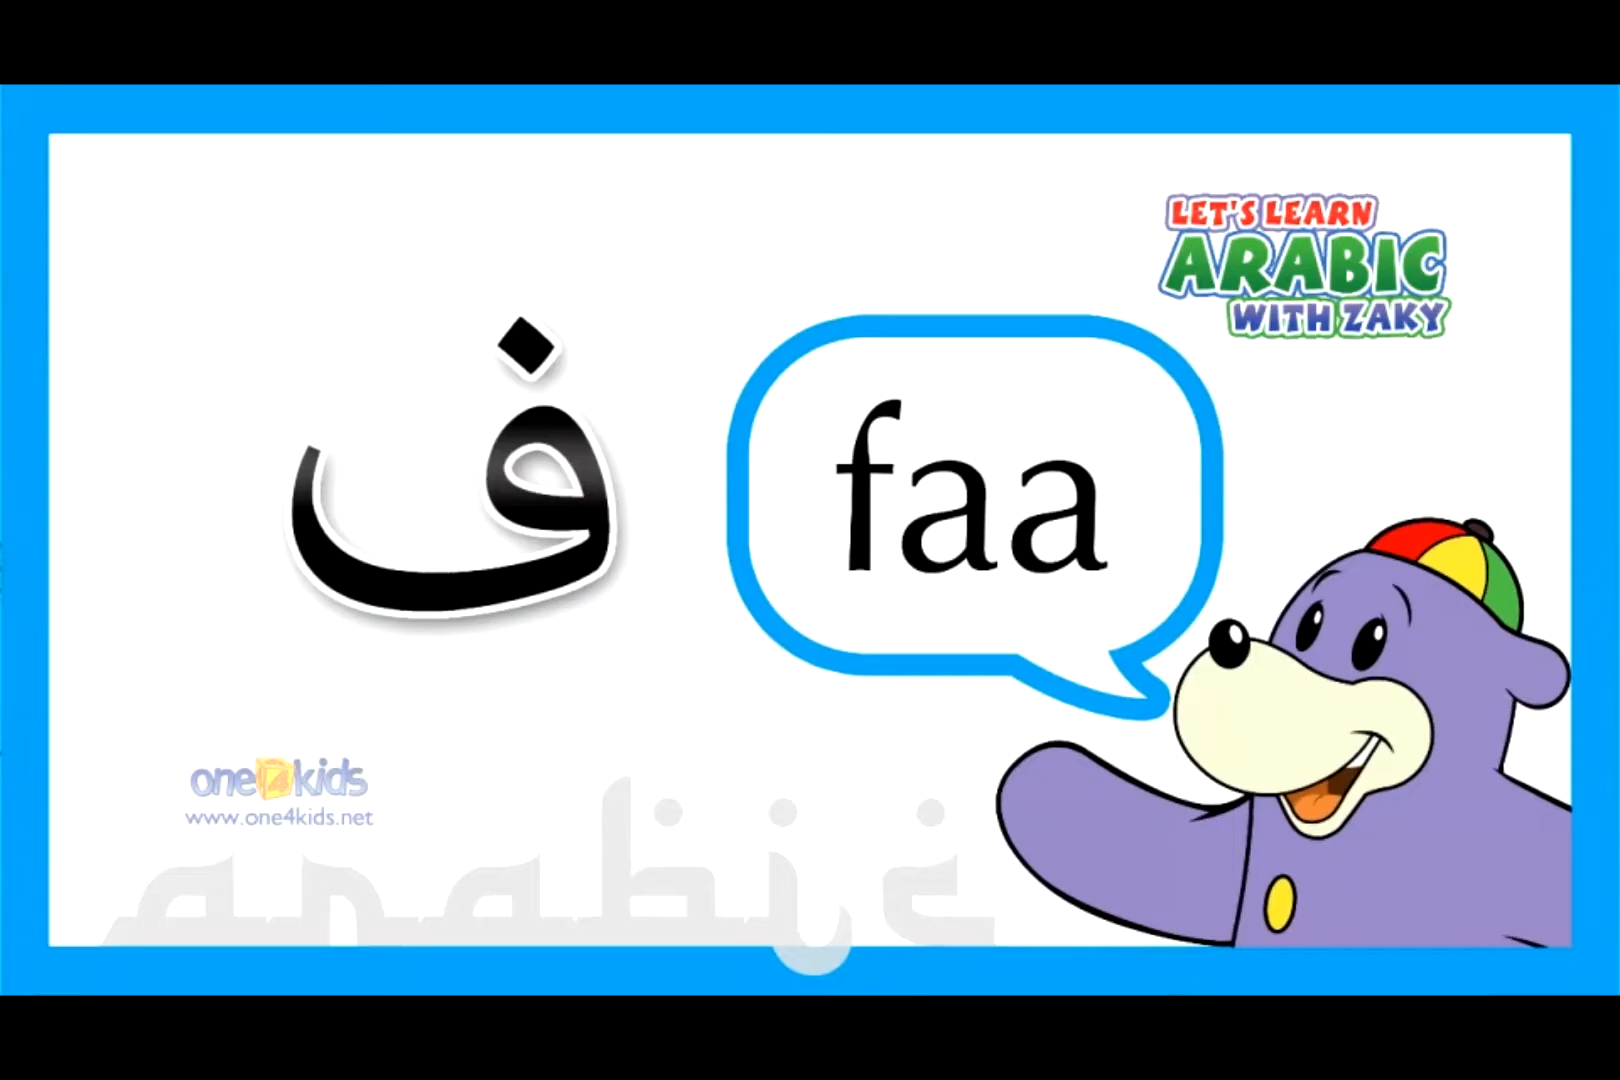 LET'S LEARN
ARABIC
WITH ZAKY
ف
faa
one4kids
www.one4kids.net
arabic